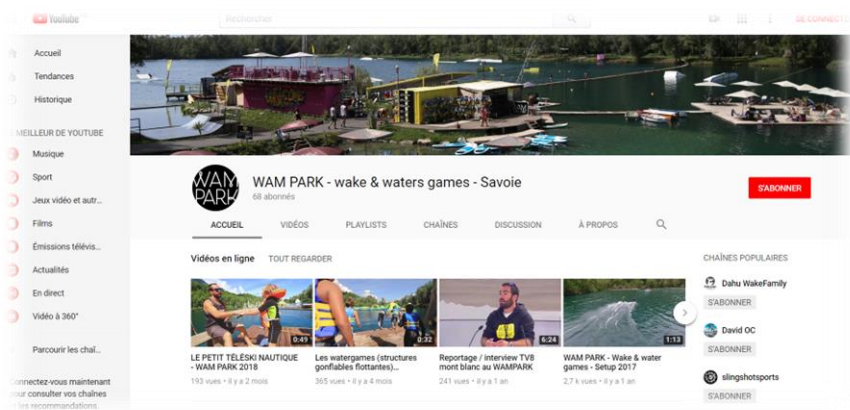 YouTube
Rechercher
SE CONNECTER
Accueil
Tendances
Historique
MEILLEUR DE YOUTUBE
Musique
Sport
Jeux vidéo et autr...
Films
Émissions télévis...
Actualités
En direct
Vidéo à 360°
Parcourir les chaî...
Connectez-vous maintenant
pour consulter vos chaînes
et les recommandations.
WAM
PARK
WAM PARK - wake & waters games - Savoie
68 abonnés
S'ABONNER
ACCUEIL VIDÉOS PLAYLISTS CHAÎNES DISCUSSION À PROPOS
Vidéos en ligne TOUT REGARDER
0:49
LE PETIT TÉLÉSKI NAUTIQUE
- WAM PARK 2018
193 vues • il y a 2 mois
0:32
Les watergames (structures
gonflables flottantes)...
365 vues • il y a 4 mois
6:24
Reportage / interview TV8
mont blanc au WAMPARK
241 vues • il y a 1 an
1:13
WAM PARK - Wake & water
games - Setup 2017
2,7 k vues • il y a 1 an
CHAÎNES POPULAIRES
Dahu WakeFamily
S'ABONNER
David OC
S'ABONNER
slingshotsports
S'ABONNER